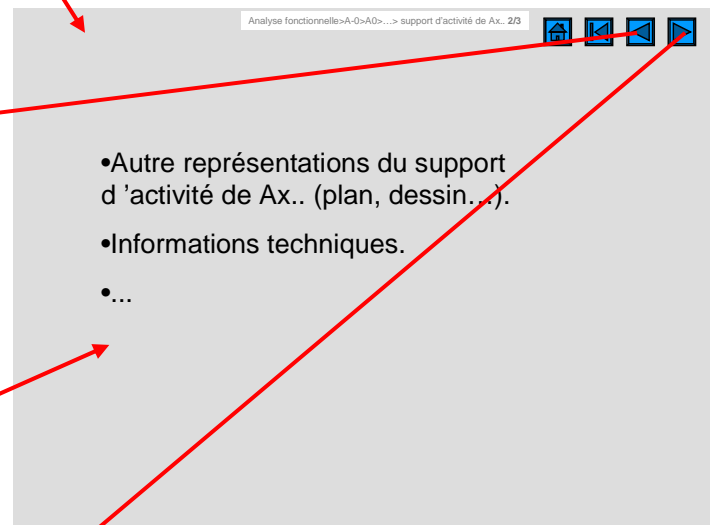 Analyse fonctionnelle>A-0>A0>…> support d'activité de Ax.. 2/3
•Autre représentations du support
d ’activité de Ax.. (plan, dessin…).
•Informations techniques.
•...